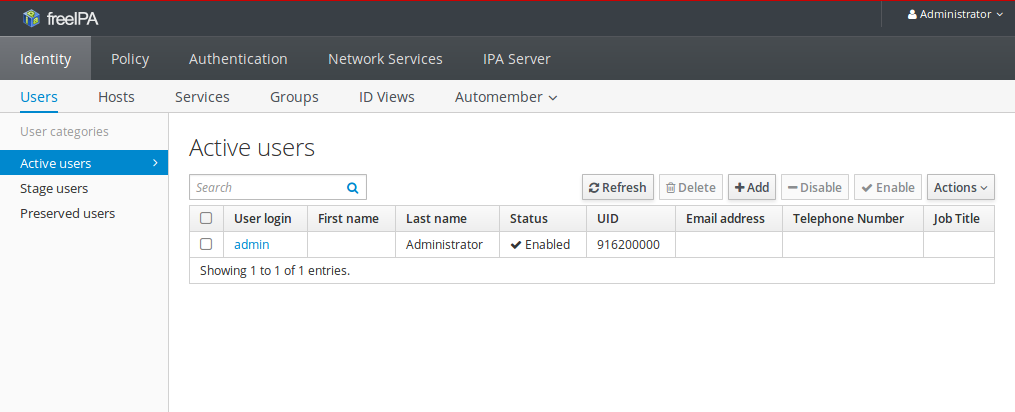 freeIPA
Administrator
Identity Policy Authentication Network Services IPA Server
Users Hosts Services Groups ID Views Automember
User categories
Active users
Stage users
Preserved users
Active users
Search Refresh Delete Add Disable Enable Actions
User login First name Last name Status UID Email address Telephone Number Job Title
admin Administrator Enabled 916200000
Showing 1 to 1 of 1 entries.